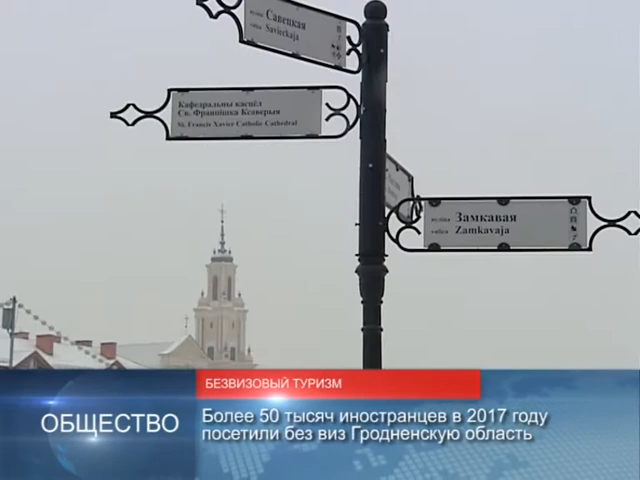 вуліца Савецкая
vulica Savieckaja
Кафедральны касцёл
Св. Францішка Ксаверыя
St. Francis Xavier Catholic Cathedral
вуліца Замкавая
vulica Zamkavaja
БЕЗВИЗОВЫЙ ТУРИЗМ
ОБЩЕСТВО
Более 50 тысяч иностранцев в 2017 году
посетили без виз Гродненскую область